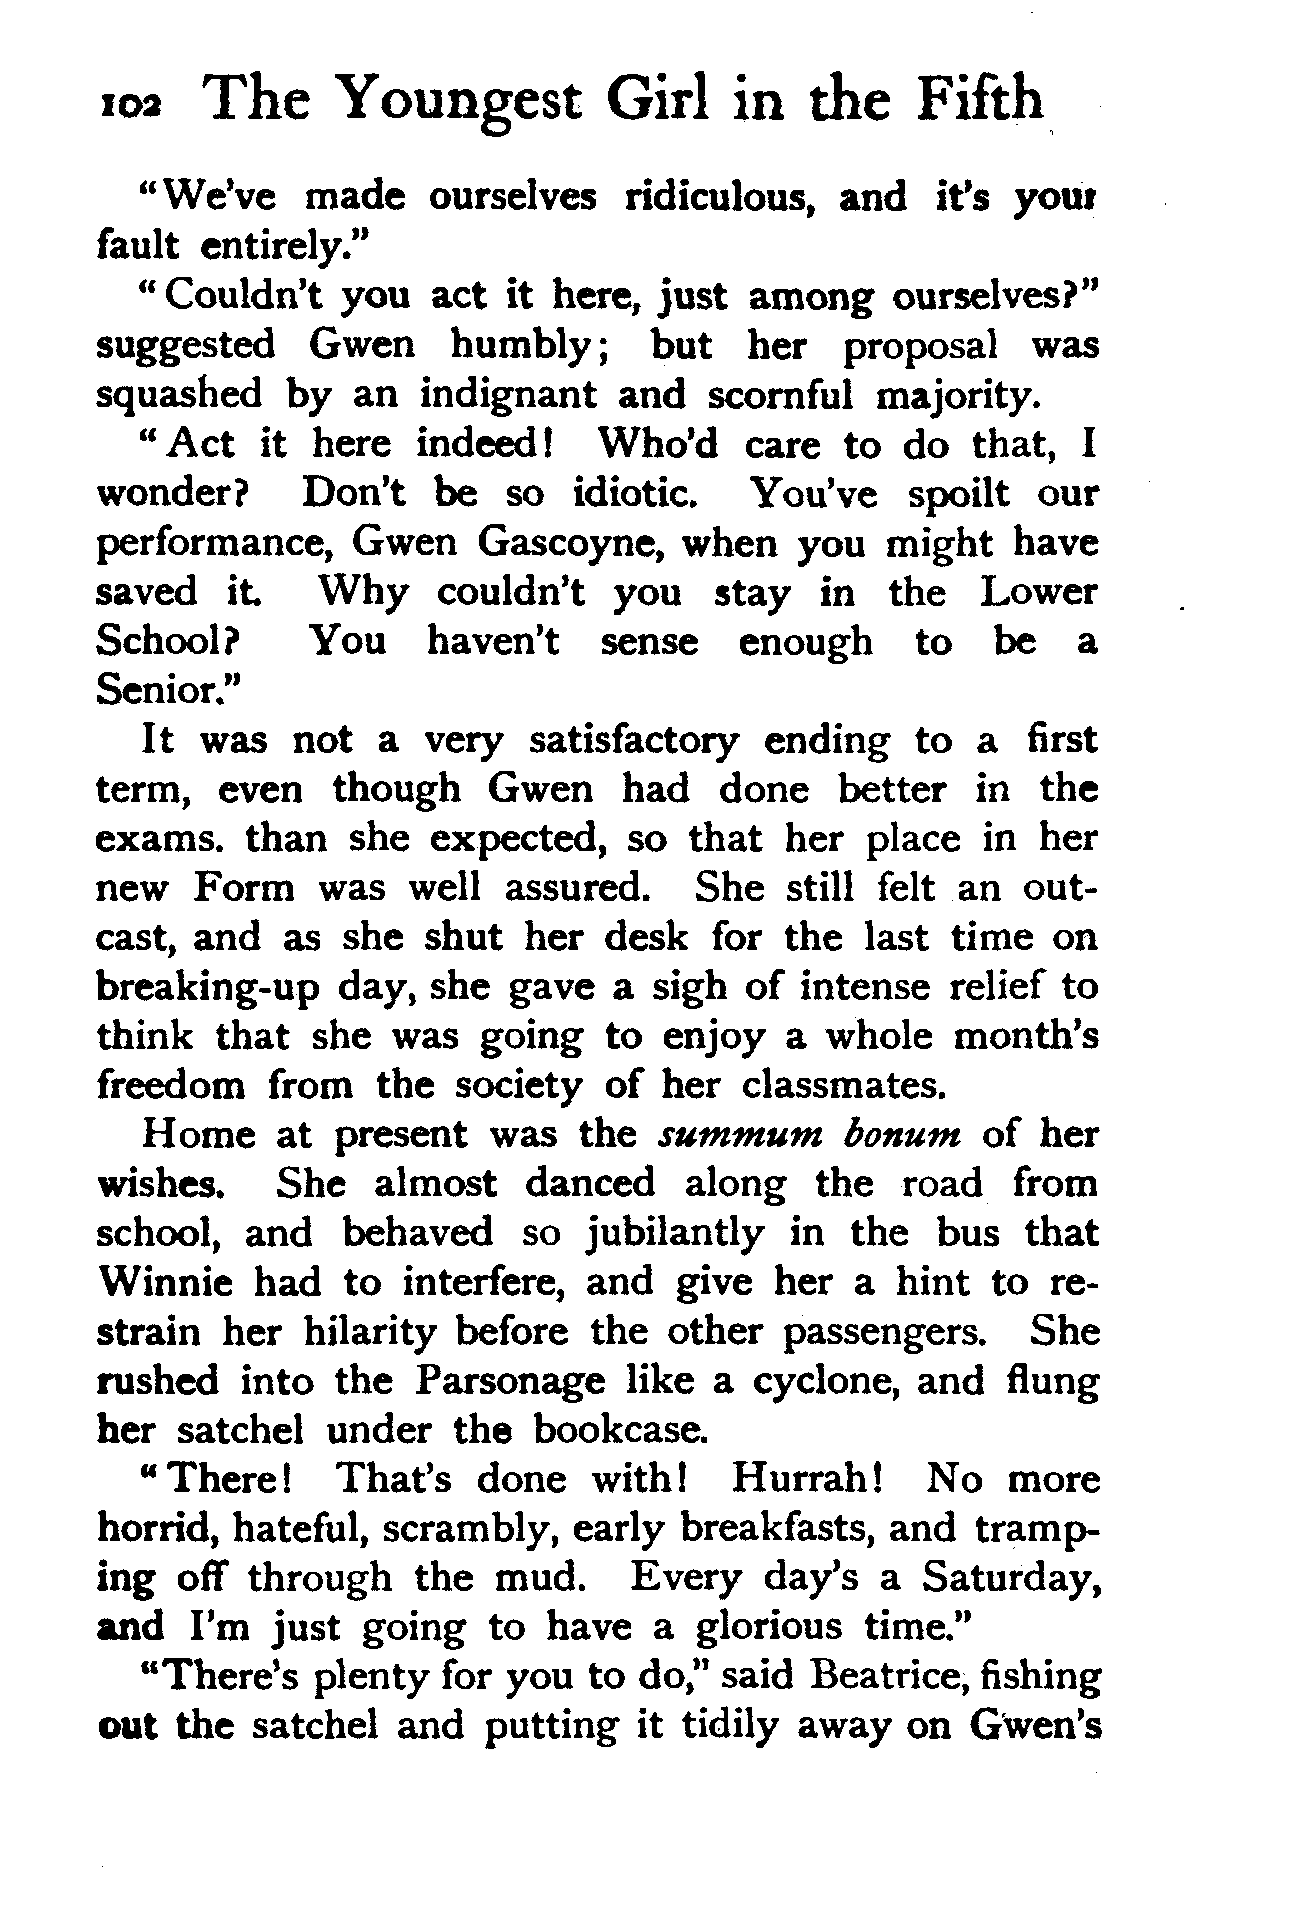 102 The Youngest Girl in the Fifth
"We've made ourselves ridiculous, and it's your
fault entirely."
"Couldn't you act it here, just among ourselves?"
suggested Gwen humbly; but her proposal was
squashed by an indignant and scornful majority.
"Act it here indeed! Who'd care to do that, I
wonder? Don't be so idiotic. You've spoilt our
performance, Gwen Gascoyne, when you might have
saved it. Why couldn't you stay in the Lower
School? You haven't sense enough to be a
Senior."
It was not a very satisfactory ending to a first
term, even though Gwen had done better in the
exams. than she expected, so that her place in her
new Form was well assured. She still felt an out-
cast, and as she shut her desk for the last time on
breaking-up day, she gave a sigh of intense relief to
think that she was going to enjoy a whole month's
freedom from the society of her classmates.
Home at present was the summum bonum of her
wishes. She almost danced along the road from
school, and behaved so jubilantly in the bus that
Winnie had to interfere, and give her a hint to re-
strain her hilarity before the other passengers. She
rushed into the Parsonage like a cyclone, and flung
her satchel under the bookcase.
"There! That's done with! Hurrah! No more
horrid, hateful, scrambly, early breakfasts, and tramp-
ing off through the mud. Every day's a Saturday,
and I'm just going to have a glorious time."
"There's plenty for you to do," said Beatrice, fishing
out the satchel and putting it tidily away on Gwen's